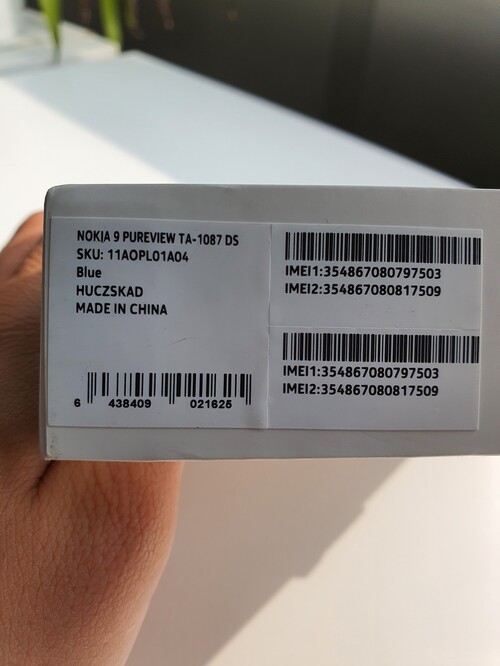 NOKIA 9 PUREVIEW TA-1087 DS
SKU: 11AOPL01A04
Blue
HUCZSKAD
MADE IN CHINA
6 438409 021625
IMEI1:354867080797503
IMEI2:354867080817509
IMEI1:354867080797503
IMEI2:354867080817509